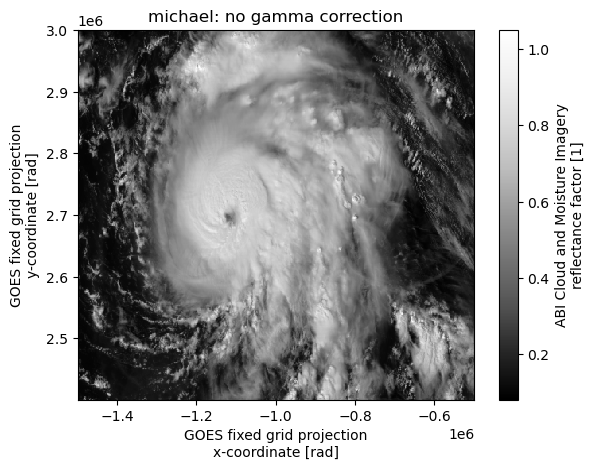 michael: no gamma correction
1e6
3.0
2.9
2.8
2.7
2.6
2.5
GOES fixed grid projection
y-coordinate [rad]
−1.4
−1.2
−1.0
−0.8
−0.6
1e6
GOES fixed grid projection
x-coordinate [rad]
1.0
0.8
0.6
0.4
0.2
ABI Cloud and Moisture Imagery
reflectance factor [1]